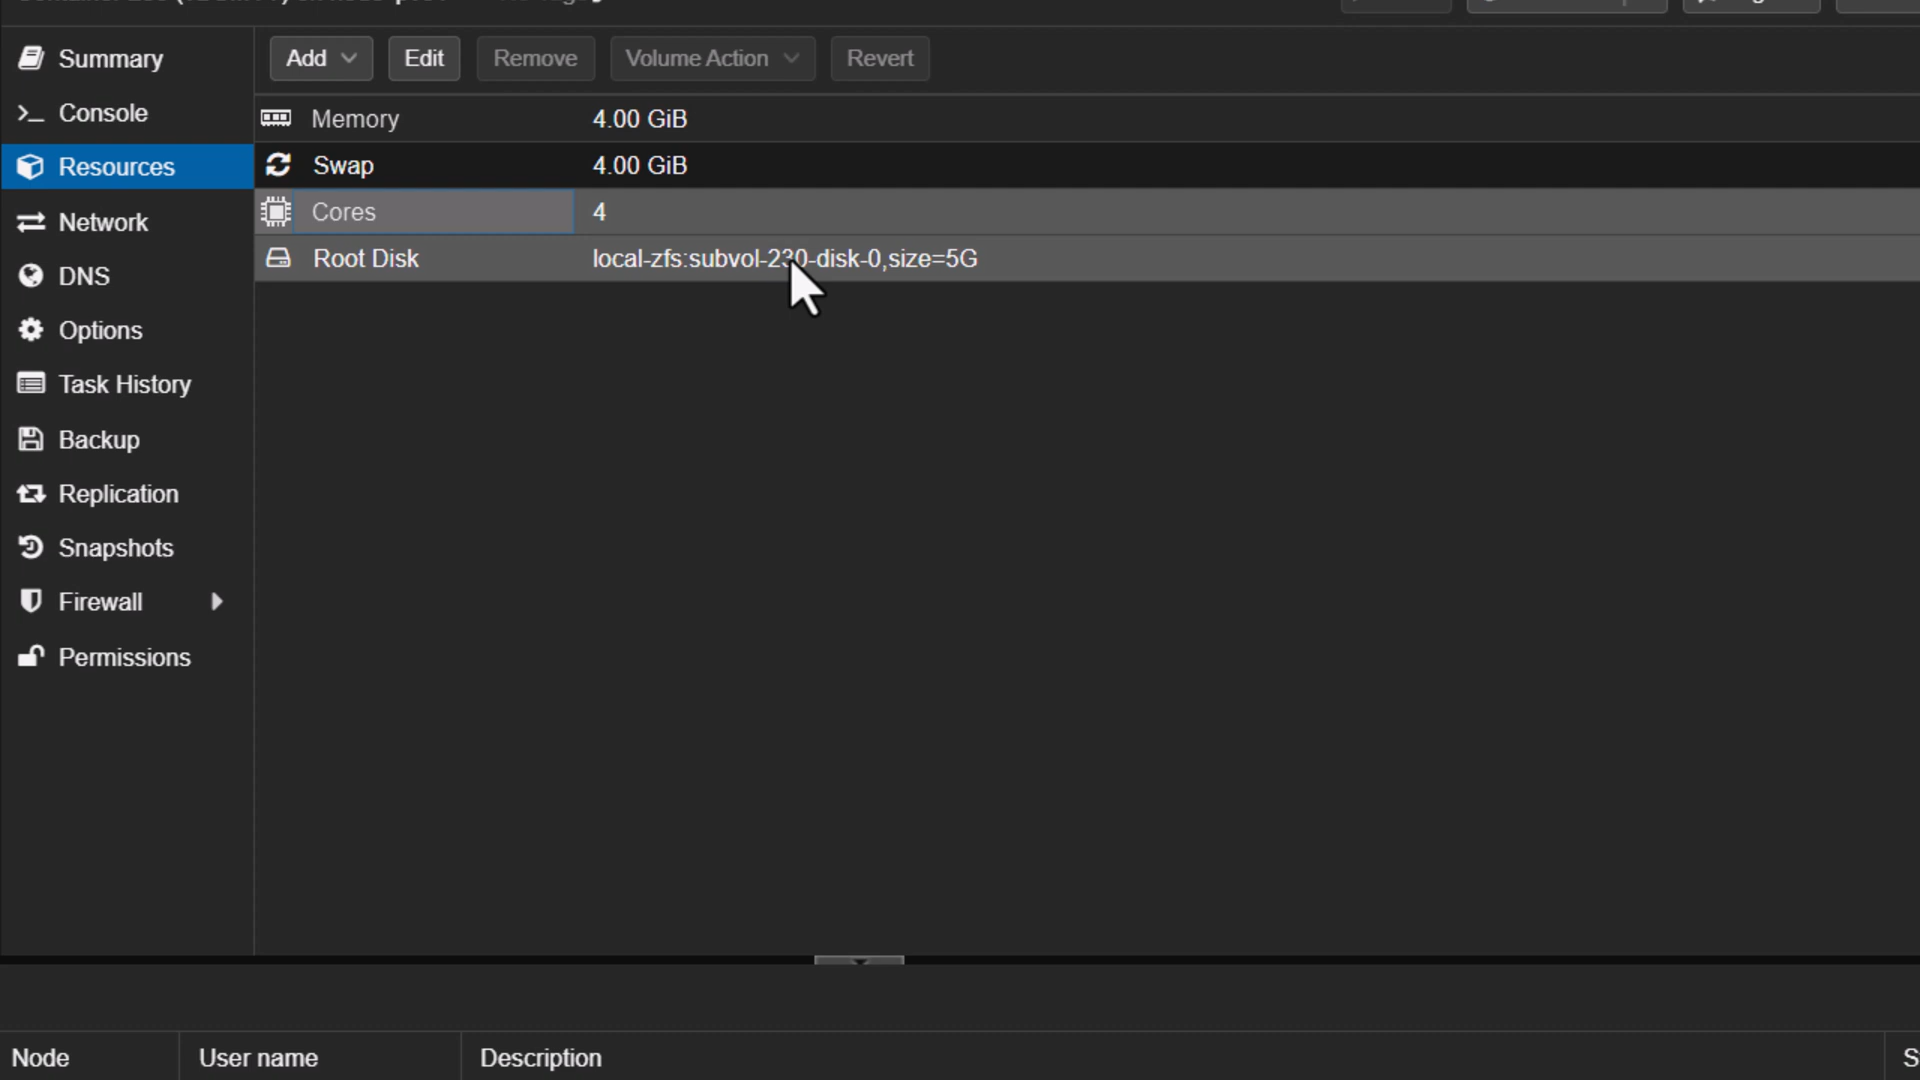 Summary
Console
Resources
Network
DNS
Options
Task History
Backup
Replication
Snapshots
Firewall
Permissions
Add Edit Remove Volume Action Revert
Memory 4.00 GiB
Swap 4.00 GiB
Cores 4
Root Disk local-zfs:subvol-230-disk-0,size=5G
Node User name Description